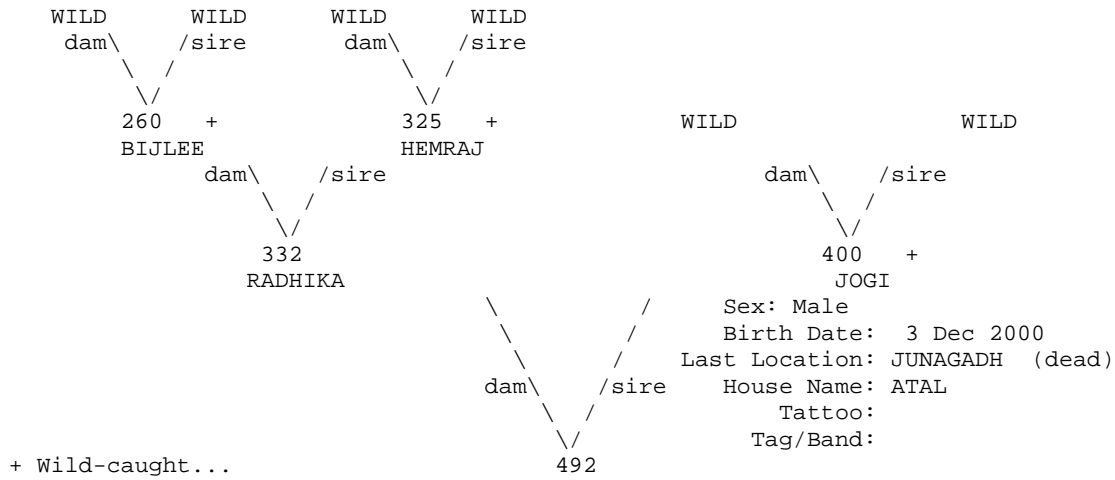 WILD WILD WILD WILD
dam\ /sire dam\ /sire
\ / \ /
\/ \/
260 + 325 + WILD WILD
BIJLEE HEMRAJ
dam\ /sire dam\ /sire
\ / \ /
\/ \/
332 400 +
RADHIKA JOGI
\ / Sex: Male
\ / Birth Date: 3 Dec 2000
\ / Last Location: JUNAGADH (dead)
dam\ /sire House Name: ATAL
\ / Tattoo:
\/ Tag/Band:
+ Wild-caught... 492